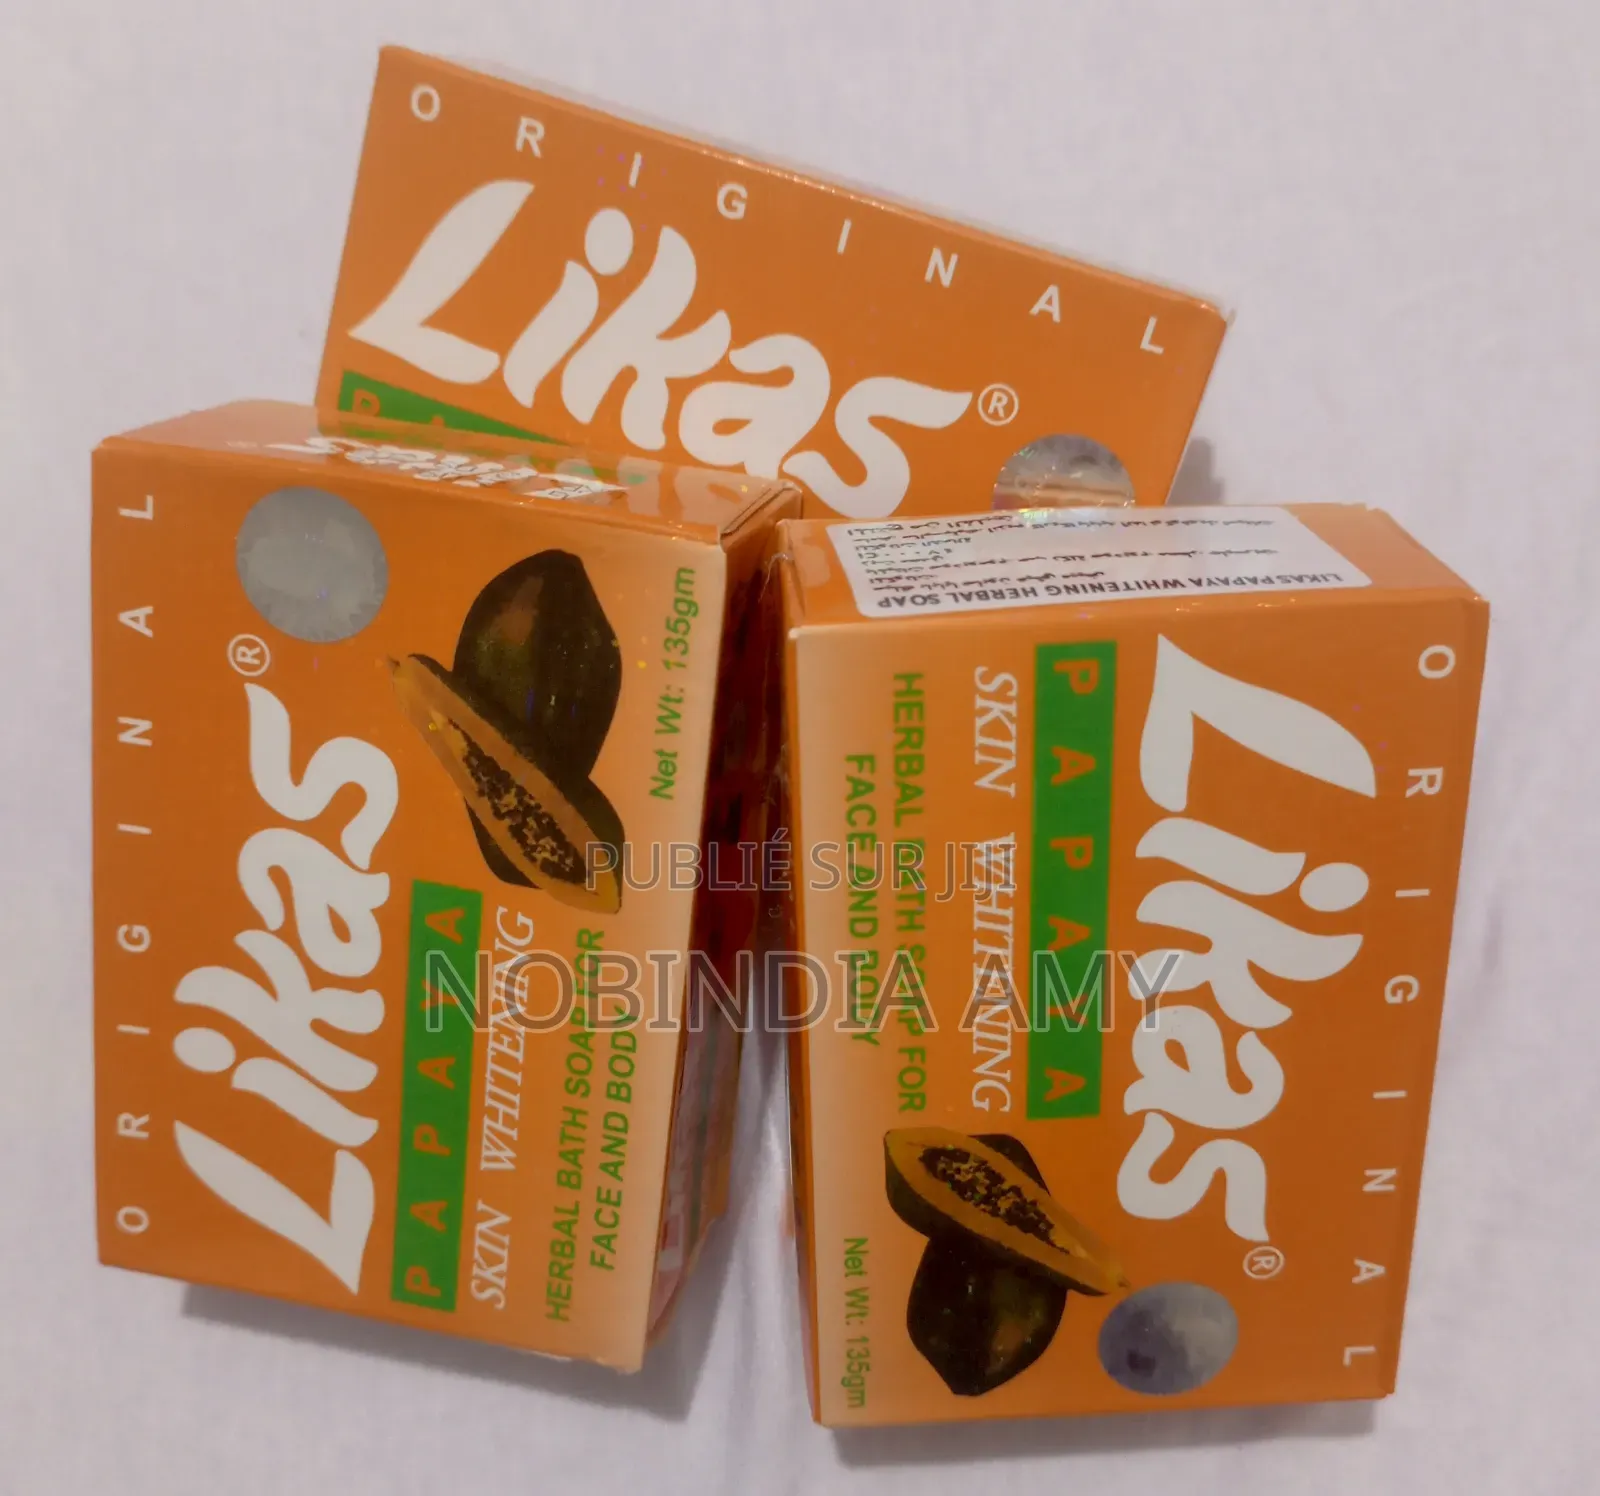 ORIGINAL
Likas®
ORIGINAL
Likas®
PAPAYA
SKIN WHITENING
HERBAL BATH SOAP FOR
FACE AND BODY
Net Wt: 135gm
LIKAS PAPAYA WHITENING HERBAL SOAP
ORIGINAL
Likas®
PAPAYA
SKIN WHITENING
HERBAL BATH SOAP FOR
FACE AND BODY
Net Wt: 135gm
PUBLIÉ SUR JIJI
NOBINDIA AMY